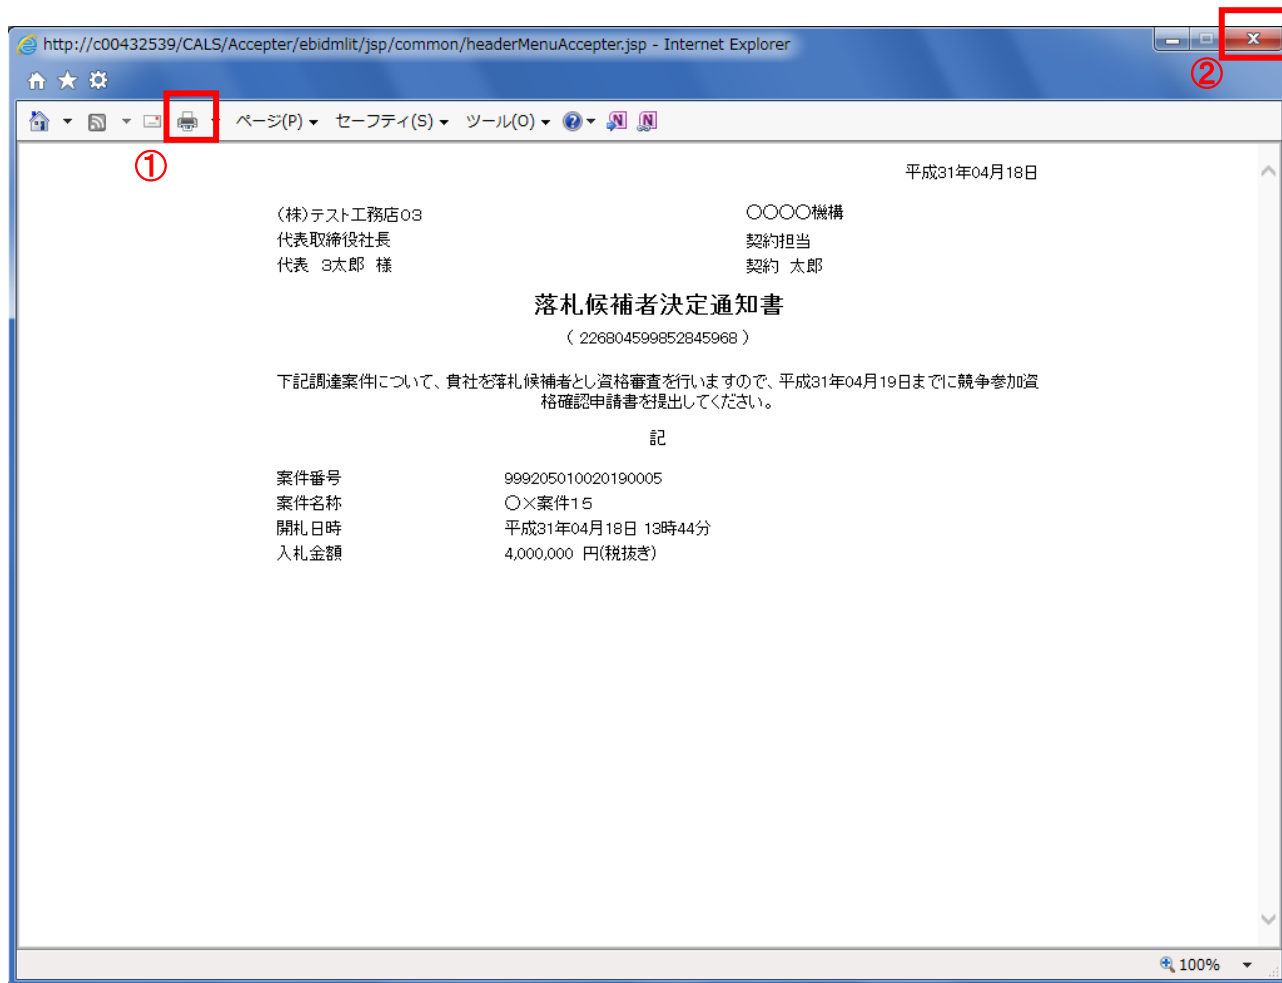 http://c00432539/CALS/Accepter/ebidmlit/jsp/common/headerMenuAccepter.jsp - Internet Explorer
②
ページ(P) セーフティ(S) ツール(O)
①
平成31年04月18日
(株)テスト工務店03
〇〇〇〇機構
代表取締役社長
契約担当
代表 3太郎 様
契約 太郎
落札候補者決定通知書
( 226804599852845968 )
下記調達案件について、貴社を落札候補者とし資格審査を行いますので、平成31年04月19日までに競争参加資
格確認申請書を提出してください。
記
案件番号 999205010020190005
案件名称 〇×案件15
開札日時 平成31年04月18日 13時44分
入札金額 4,000,000 円(税抜き)
100%